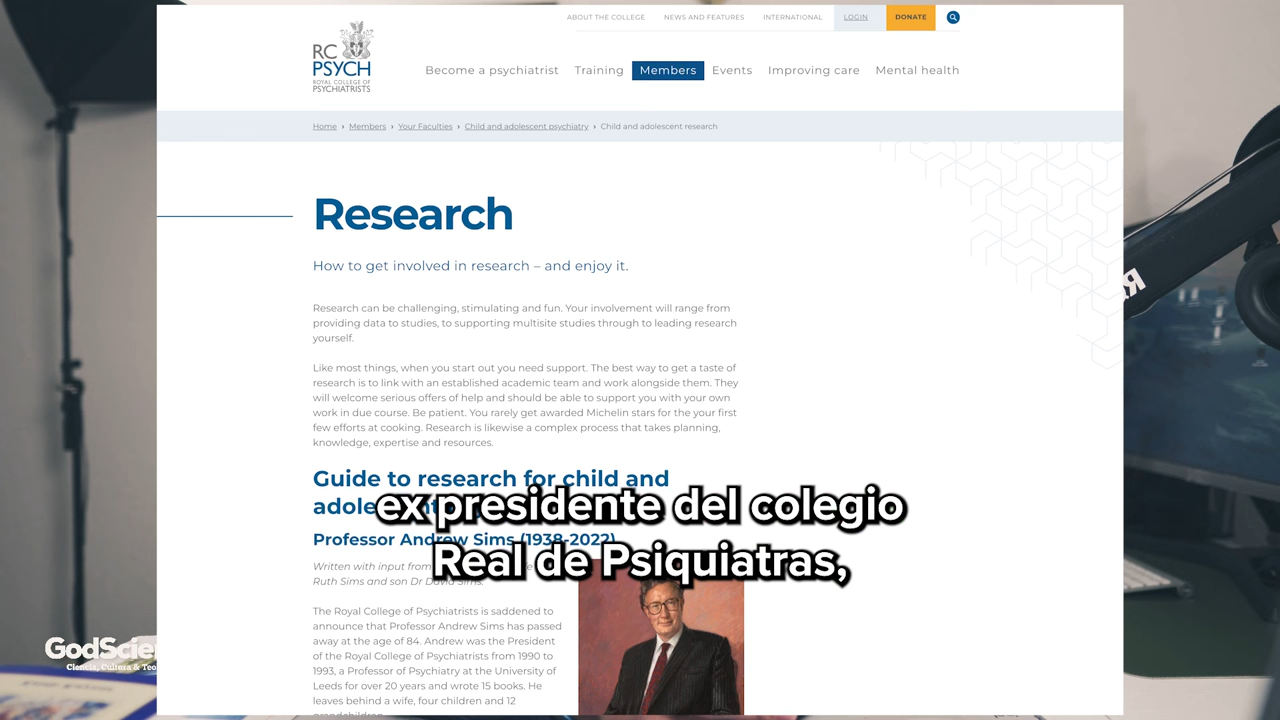 ABOUT THE COLLEGE NEWS AND FEATURES INTERNATIONAL LOGIN DONATE
RC
PSYCH
ROYAL COLLEGE OF
PSYCHIATRISTS
Become a psychiatrist Training Members Events Improving care Mental health
Home › Members › Your Faculties › Child and adolescent psychiatry › Child and adolescent research
Research
How to get involved in research – and enjoy it.
Research can be challenging, stimulating and fun. Your involvement will range from
providing data to studies, to supporting multisite studies through to leading research
yourself.
Like most things, when you start out you need support. The best way to get a taste of
research is to link with an established academic team and work alongside them. They
will welcome serious offers of help and should be able to support you with your own
work in due course. Be patient. You rarely get awarded Michelin stars for the your first
few efforts at cooking. Research is likewise a complex process that takes planning,
knowledge, expertise and resources.
Guide to research for child and
ex presidente del colegio
Real de Psiquiatras,
Professor Andrew Sims (1938-2022)
Written with input from
Ruth Sims and son Dr David Sims.
The Royal College of Psychiatrists is saddened to
announce that Professor Andrew Sims has passed
away at the age of 84. Andrew was the President
of the Royal College of Psychiatrists from 1990 to
1993, a Professor of Psychiatry at the University of
Leeds for over 20 years and wrote 15 books. He
leaves behind a wife, four children and 12
grandchildren
GodScien
Ciencia, Cultura & Teo